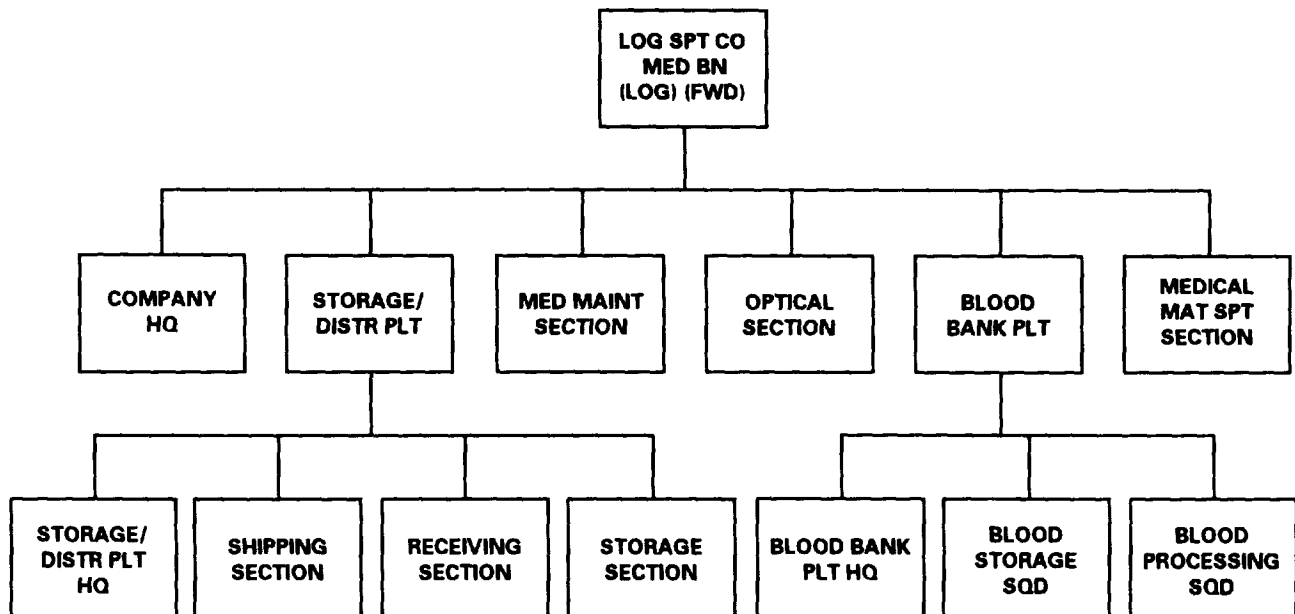 LOG SPT CO
MED BN
(LOG) (FWD)
COMPANY
HQ
STORAGE/
DISTR PLT
MED MAINT
SECTION
OPTICAL
SECTION
BLOOD
BANK PLT
MEDICAL
MAT SPT
SECTION
STORAGE/
DISTR PLT
HQ
SHIPPING
SECTION
RECEIVING
SECTION
STORAGE
SECTION
BLOOD BANK
PLT HQ
BLOOD
STORAGE
SQD
BLOOD
PROCESSING
SQD